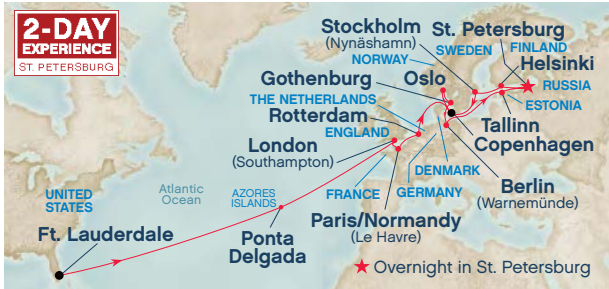 2-DAY
EXPERIENCE
ST. PETERSBURG
Stockholm
(Nynäshamn)
St. Petersburg
SWEDEN
FINLAND
NORWAY
Helsinki
Gothenburg
Oslo
RUSSIA
THE NETHERLANDS
ESTONIA
Rotterdam
Tallinn
ENGLAND
London
(Southampton)
Copenhagen
DENMARK
GERMANY
Berlin
(Warnemünde)
FRANCE
Paris/Normandy
(Le Havre)
Atlantic
Ocean
AZORES
ISLANDS
UNITED
STATES
Ft. Lauderdale
Ponta
Delgada
Overnight in St. Petersburg